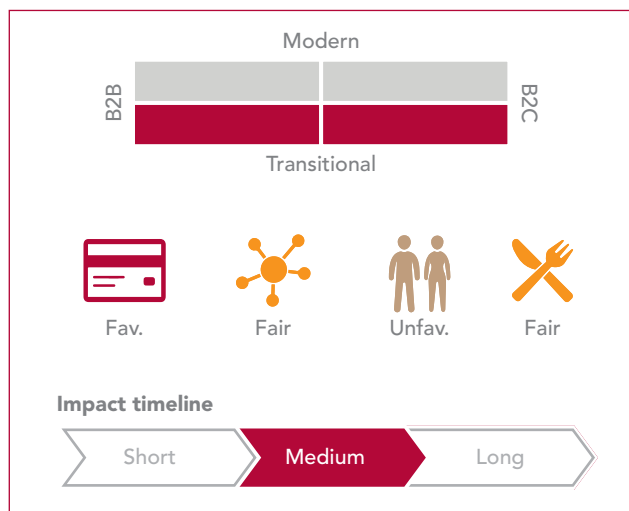 Modern
B2B
B2C
Transitional
Fav.
Fair
Unfav.
Fair
Impact timeline
Short
Medium
Long